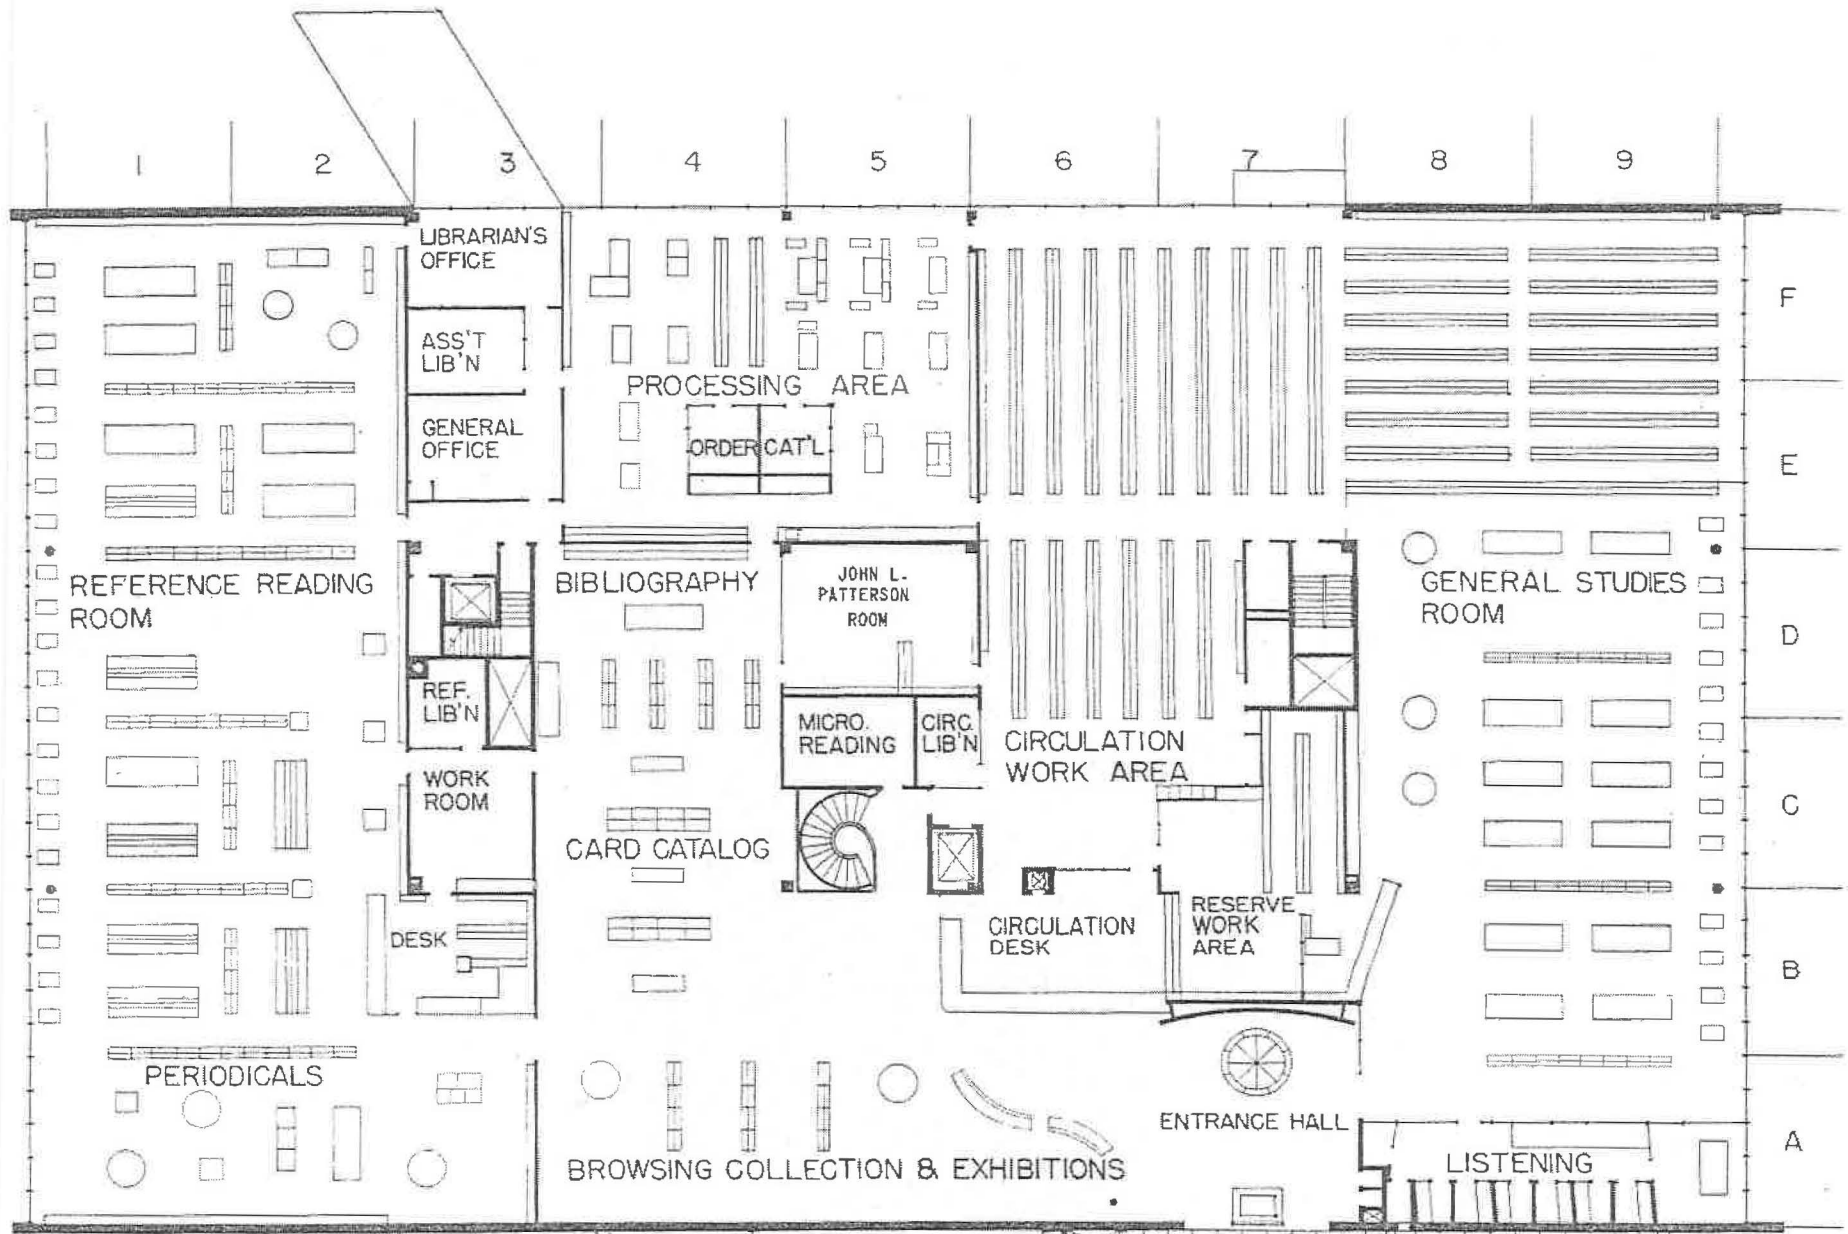 1
2
3
4
5
6
7
8
9
LIBRARIAN'S
OFFICE
F
ASS'T
LIB'N
PROCESSING AREA
GENERAL
OFFICE
ORDER
CAT'L
E
REFERENCE READING
ROOM
BIBLIOGRAPHY
JOHN L.
PATTERSON
ROOM
GENERAL STUDIES
ROOM
D
REF.
LIB'N
MICRO.
READING
CIRC.
LIB'N
CIRCULATION
WORK AREA
WORK
ROOM
C
CARD CATALOG
DESK
CIRCULATION
DESK
RESERVE
WORK
AREA
B
PERIODICALS
ENTRANCE HALL
A
BROWSING COLLECTION & EXHIBITIONS
LISTENING